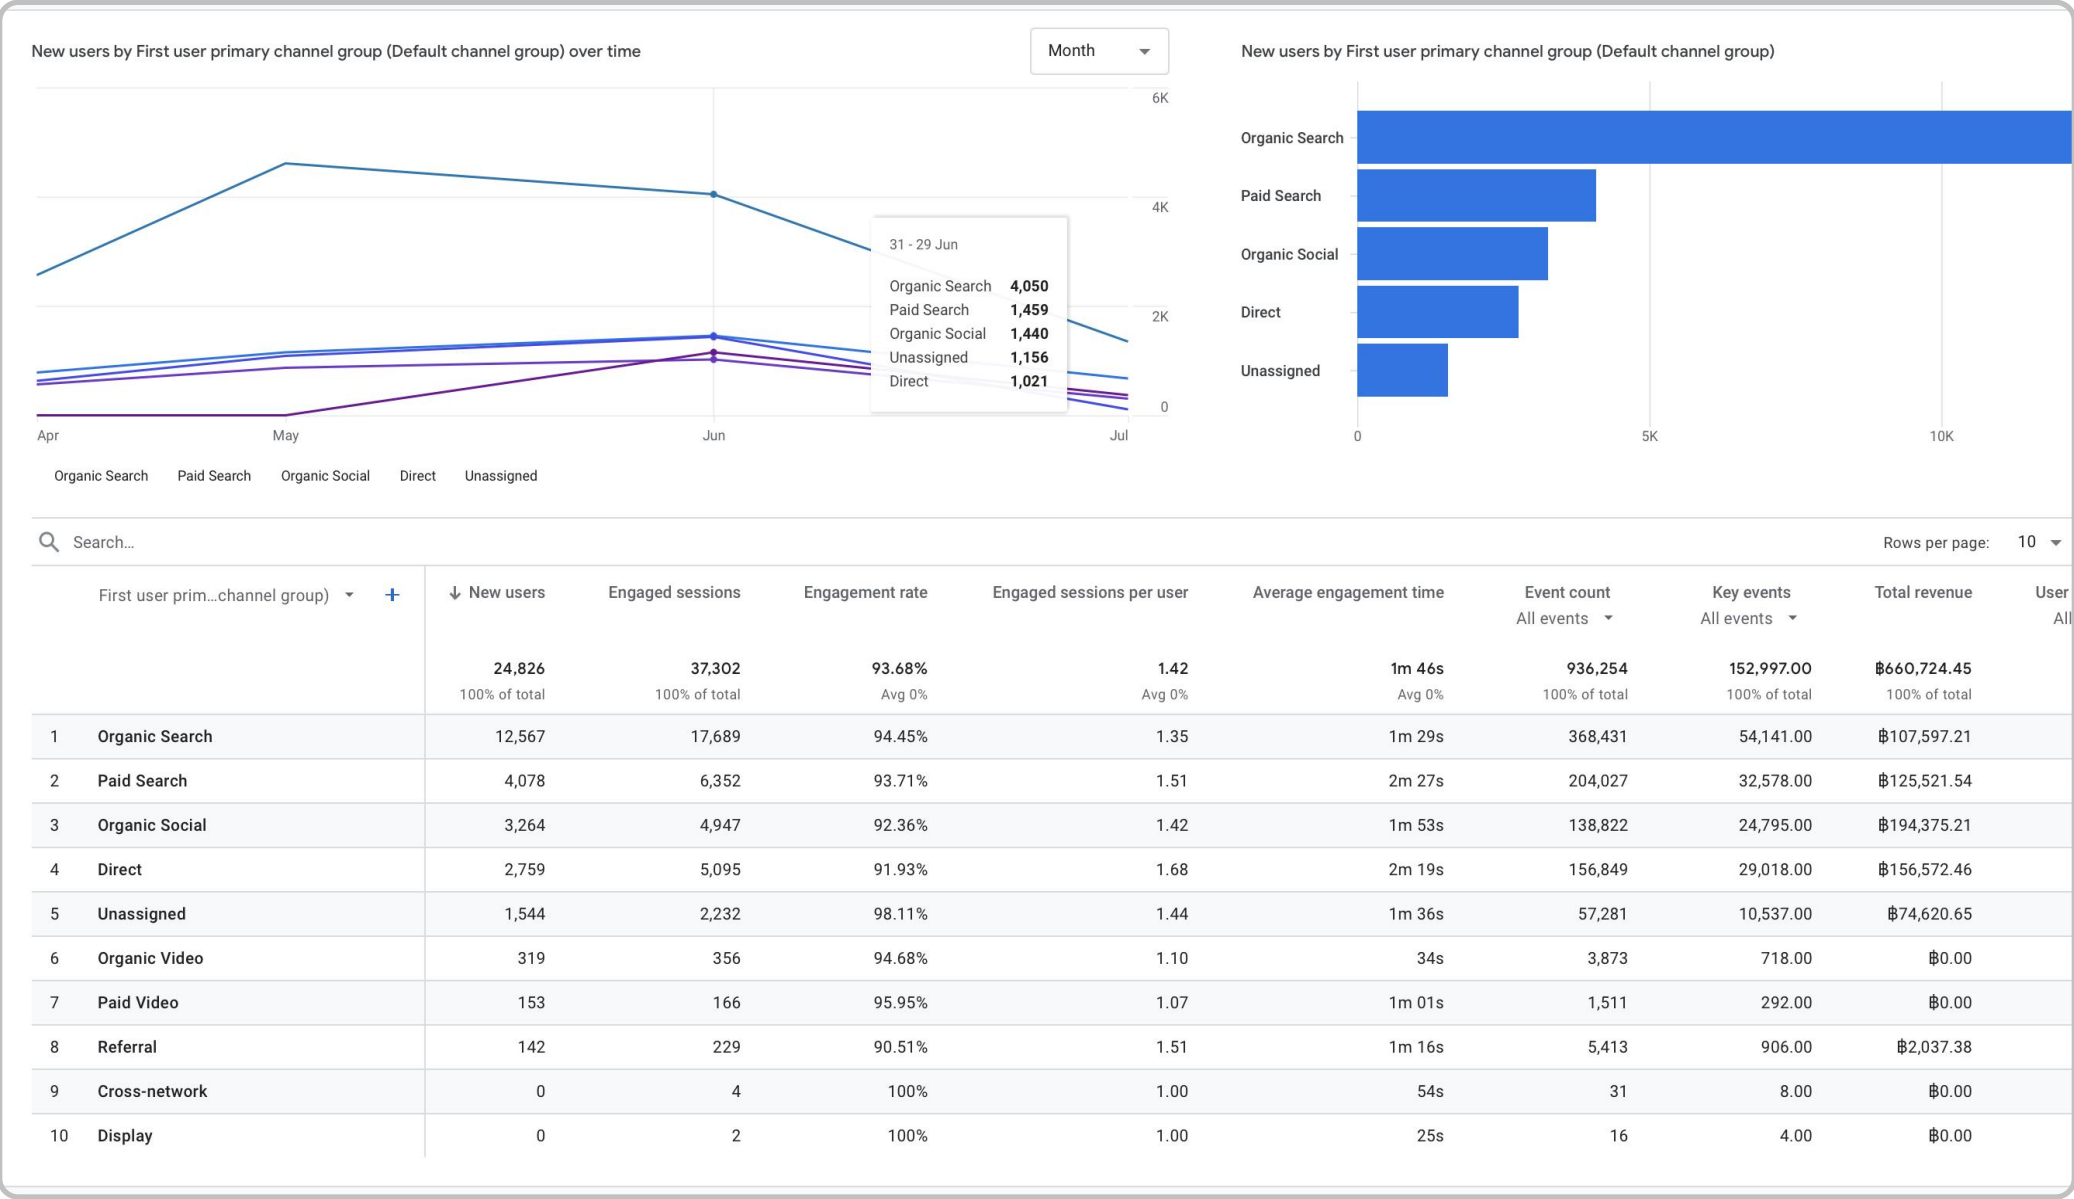 New users by First user primary channel group (Default channel group) over time
Month
6K
4K
2K
0
31 - 29 Jun
Organic Search 4,050
Paid Search 1,459
Organic Social 1,440
Unassigned 1,156
Direct 1,021
Apr May Jun Jul
Organic Search Paid Search Organic Social Direct Unassigned
New users by First user primary channel group (Default channel group)
Organic Search
Paid Search
Organic Social
Direct
Unassigned
0 5K 10K
Search...
Rows per page: 10
First user prim...channel group) + ↓ New users Engaged sessions Engagement rate Engaged sessions per user Average engagement time Event count Key events Total revenue User
All events All events All
24,826 37,302 93.68% 1.42 1m 46s 936,254 152,997.00 ฿660,724.45
100% of total 100% of total Avg 0% Avg 0% Avg 0% 100% of total 100% of total 100% of total
1 Organic Search 12,567 17,689 94.45% 1.35 1m 29s 368,431 54,141.00 ฿107,597.21
2 Paid Search 4,078 6,352 93.71% 1.51 2m 27s 204,027 32,578.00 ฿125,521.54
3 Organic Social 3,264 4,947 92.36% 1.42 1m 53s 138,822 24,795.00 ฿194,375.21
4 Direct 2,759 5,095 91.93% 1.68 2m 19s 156,849 29,018.00 ฿156,572.46
5 Unassigned 1,544 2,232 98.11% 1.44 1m 36s 57,281 10,537.00 ฿74,620.65
6 Organic Video 319 356 94.68% 1.10 34s 3,873 718.00 ฿0.00
7 Paid Video 153 166 95.95% 1.07 1m 01s 1,511 292.00 ฿0.00
8 Referral 142 229 90.51% 1.51 1m 16s 5,413 906.00 ฿2,037.38
9 Cross-network 0 4 100% 1.00 54s 31 8.00 ฿0.00
10 Display 0 2 100% 1.00 25s 16 4.00 ฿0.00